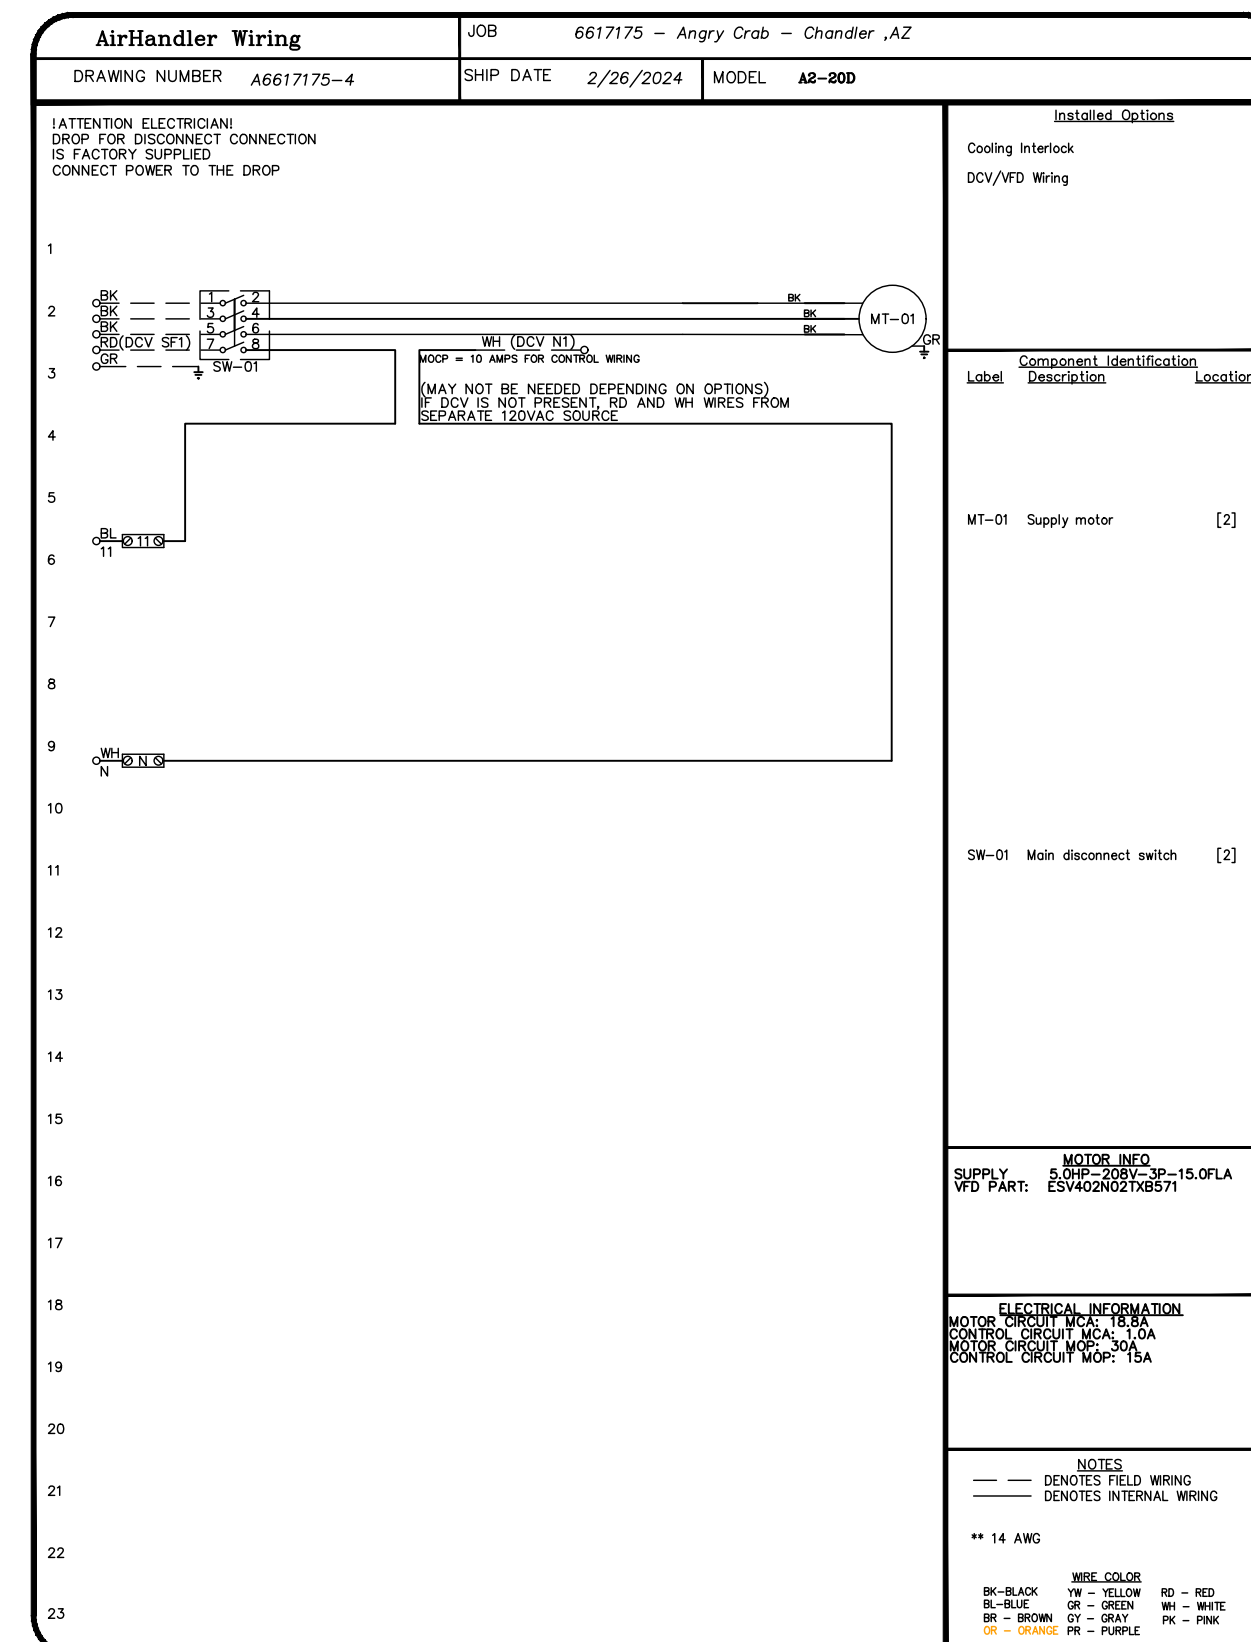 AirHandler Wiring
JOB 6617175 - Angry Crab - Chandler ,AZ
DRAWING NUMBER A6617175-4
SHIP DATE 2/26/2024
MODEL A2-20D
!ATTENTION ELECTRICIAN!
DROP FOR DISCONNECT CONNECTION
IS FACTORY SUPPLIED
CONNECT POWER TO THE DROP
1
2
3
4
5
6
7
8
9
10
11
12
13
14
15
16
17
18
19
20
21
22
23
BK 1 2 BK
BK 3 4 BK
BK 5 6 BK
RD(DCV SF1) 7 8
GR
SW-01
MT-01
GR
WH (DCV N1)
MOCP = 10 AMPS FOR CONTROL WIRING
(MAY NOT BE NEEDED DEPENDING ON OPTIONS)
IF DCV IS NOT PRESENT, RD AND WH WIRES FROM
SEPARATE 120VAC SOURCE
BL
11
11
WH
N
N
Installed Options
Cooling Interlock
DCV/VFD Wiring
Component Identification
Label Description Location
MT-01 Supply motor [2]
SW-01 Main disconnect switch [2]
MOTOR INFO
SUPPLY 5.0HP-208V-3P-15.0FLA
VFD PART: ESV402N02TXB571
ELECTRICAL INFORMATION
MOTOR CIRCUIT MCA: 18.8A
CONTROL CIRCUIT MCA: 1.0A
MOTOR CIRCUIT MOP: 30A
CONTROL CIRCUIT MOP: 15A
NOTES
DENOTES FIELD WIRING
DENOTES INTERNAL WIRING
** 14 AWG
WIRE COLOR
BK-BLACK YW - YELLOW RD - RED
BL-BLUE GR - GREEN WH - WHITE
BR - BROWN GY - GRAY PK - PINK
OR - ORANGE PR - PURPLE